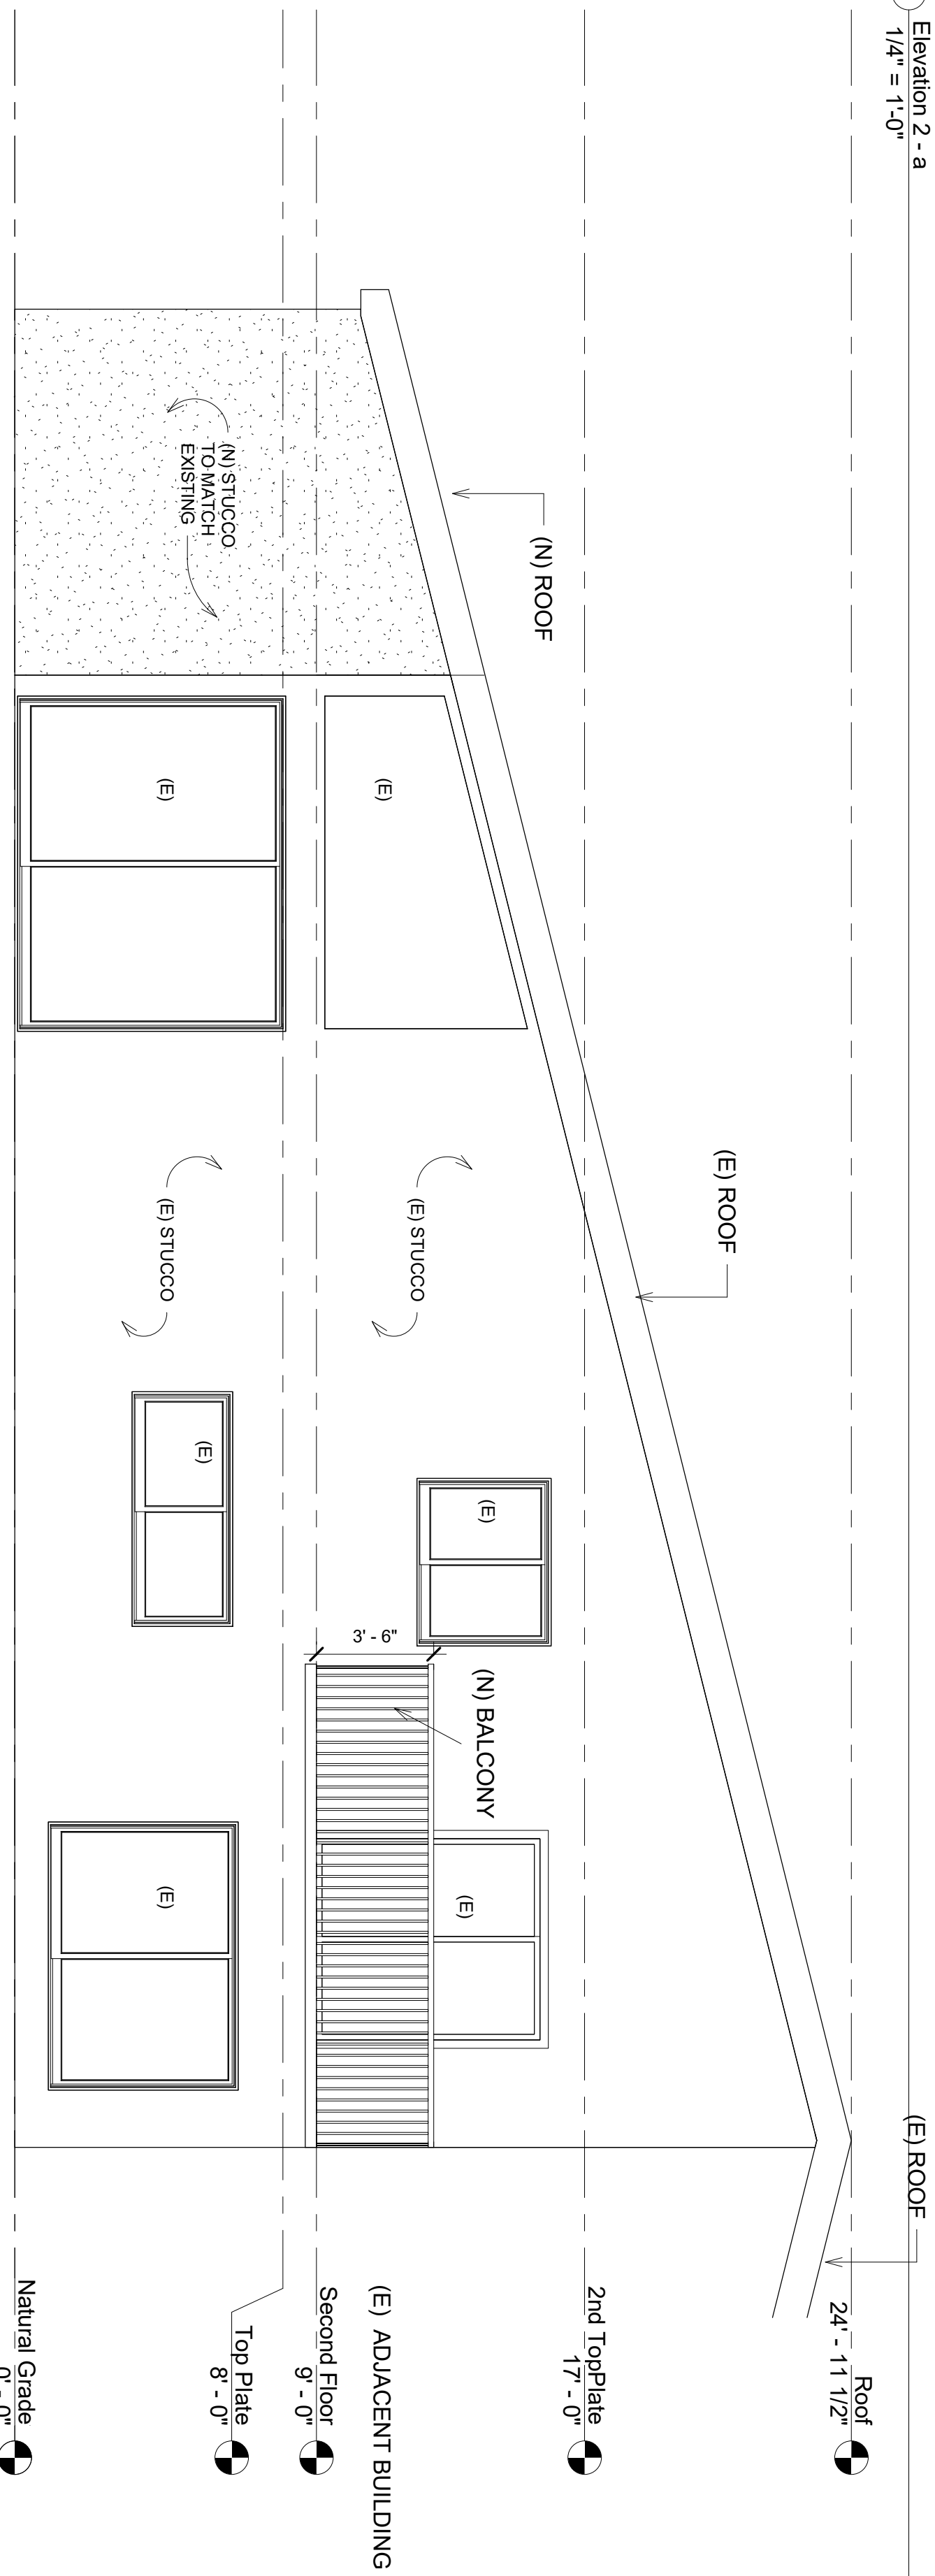 Elevation 2 - a
1/4" = 1'-0"
(E) ROOF
Roof
24' - 11 1/2"
(E) ROOF
(N) ROOF
2nd TopPlate
17' - 0"
(E)
(N) BALCONY
(E)
(E) STUCCO
(E)
3' - 6"
(E) ADJACENT BUILDING
Second Floor
9' - 0"
Top Plate
8' - 0"
(N) STUCCO
TO MATCH
EXISTING
(E)
(E) STUCCO
(E)
(E)
Natural Grade
0' - 0"